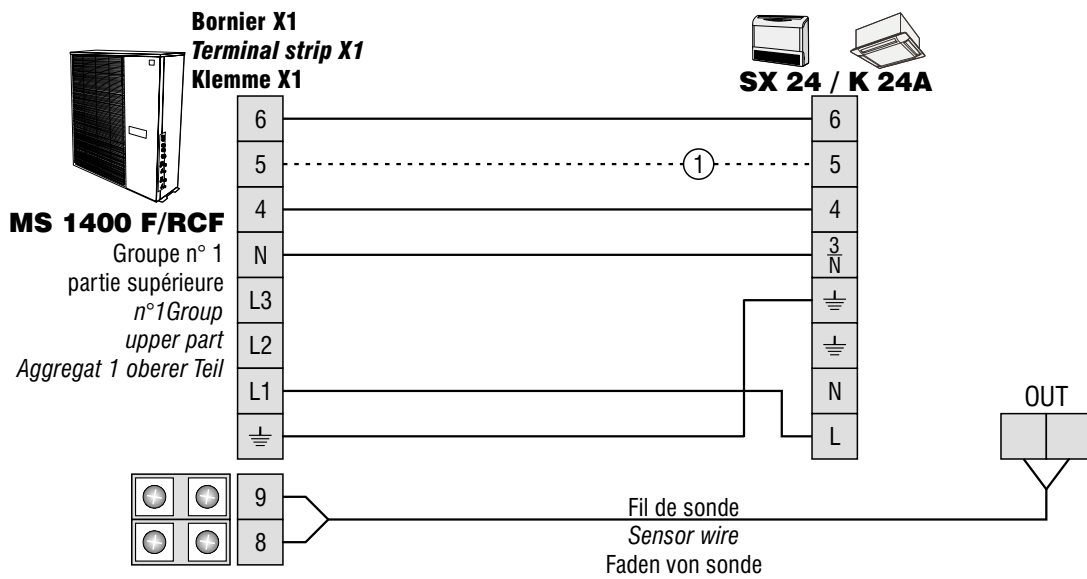 Bornier X1
Terminal strip X1
Klemme X1
SX 24 / K 24A
6
6
5
1
5
MS 1400 F/RCF
4
4
Groupe n° 1
N
3
N
partie supérieure
n°1Group
L3
upper part
L2
Aggregat 1 oberer Teil
L1
N
OUT
L
9
Fil de sonde
8
Sensor wire
Faden von sonde